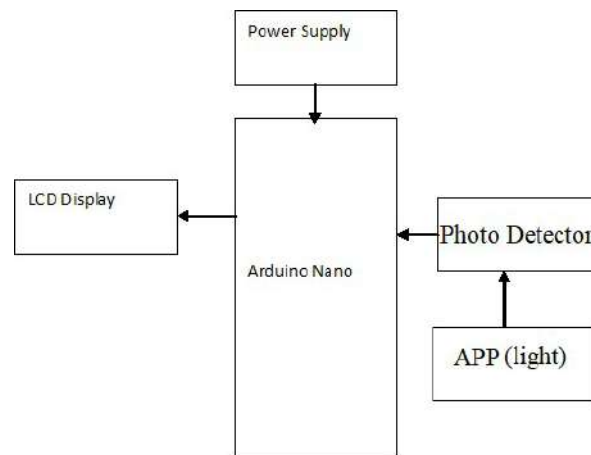 Power Supply
LCD Display
Arduino Nano
Photo Detector
APP (light)